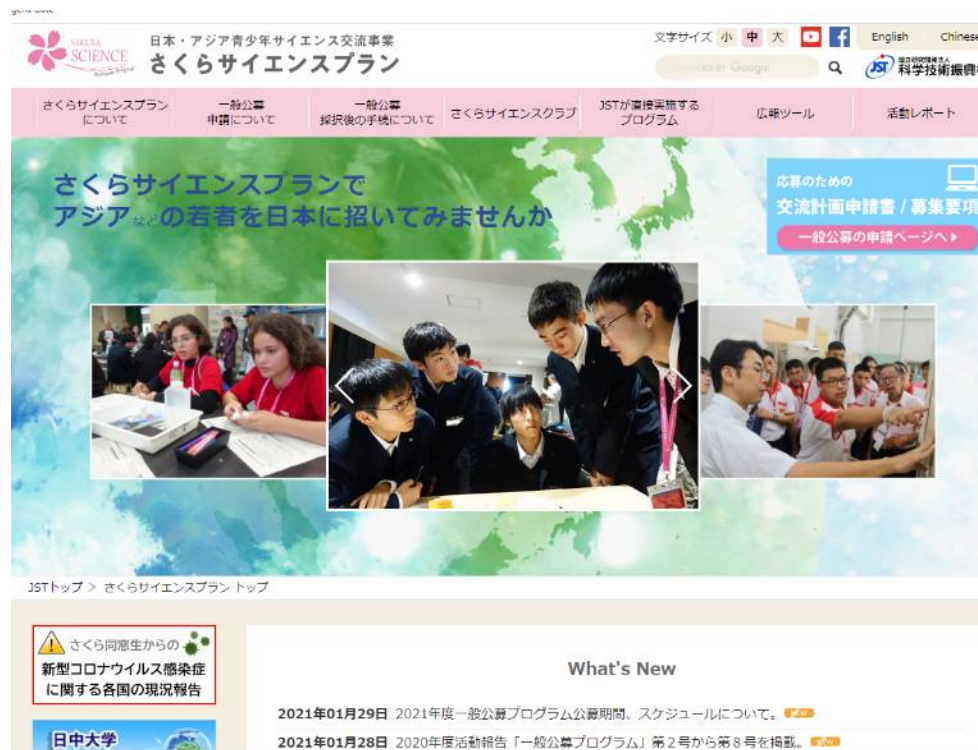 SAKURA
SCIENCE
日本・アジア青少年サイエンス交流事業
さくらサイエンスプラン
文字サイズ 小 中 大
English
Chinese
JST
科学技術振興
さくらサイエンスプラン
について
一般公募
申請について
一般公募
採択後の手続について
さくらサイエンスクラブ
JSTが直接実施する
プログラム
広報ツール
活動レポート
さくらサイエンスプランで
アジアなどの若者を日本に招いてみませんか
応募のための
交流計画申請書 / 募集要項
一般公募の申請ページへ
JSTトップ > さくらサイエンスプラン トップ
さくら同窓生からの
新型コロナウイルス感染症
に関する各国の現況報告
日中大学
What's New
2021年01月29日 2021年度一般公募プログラム公募期間、スケジュールについて。 new
2021年01月28日 2020年度活動報告「一般公募プログラム」第2号から第8号を掲載。 new